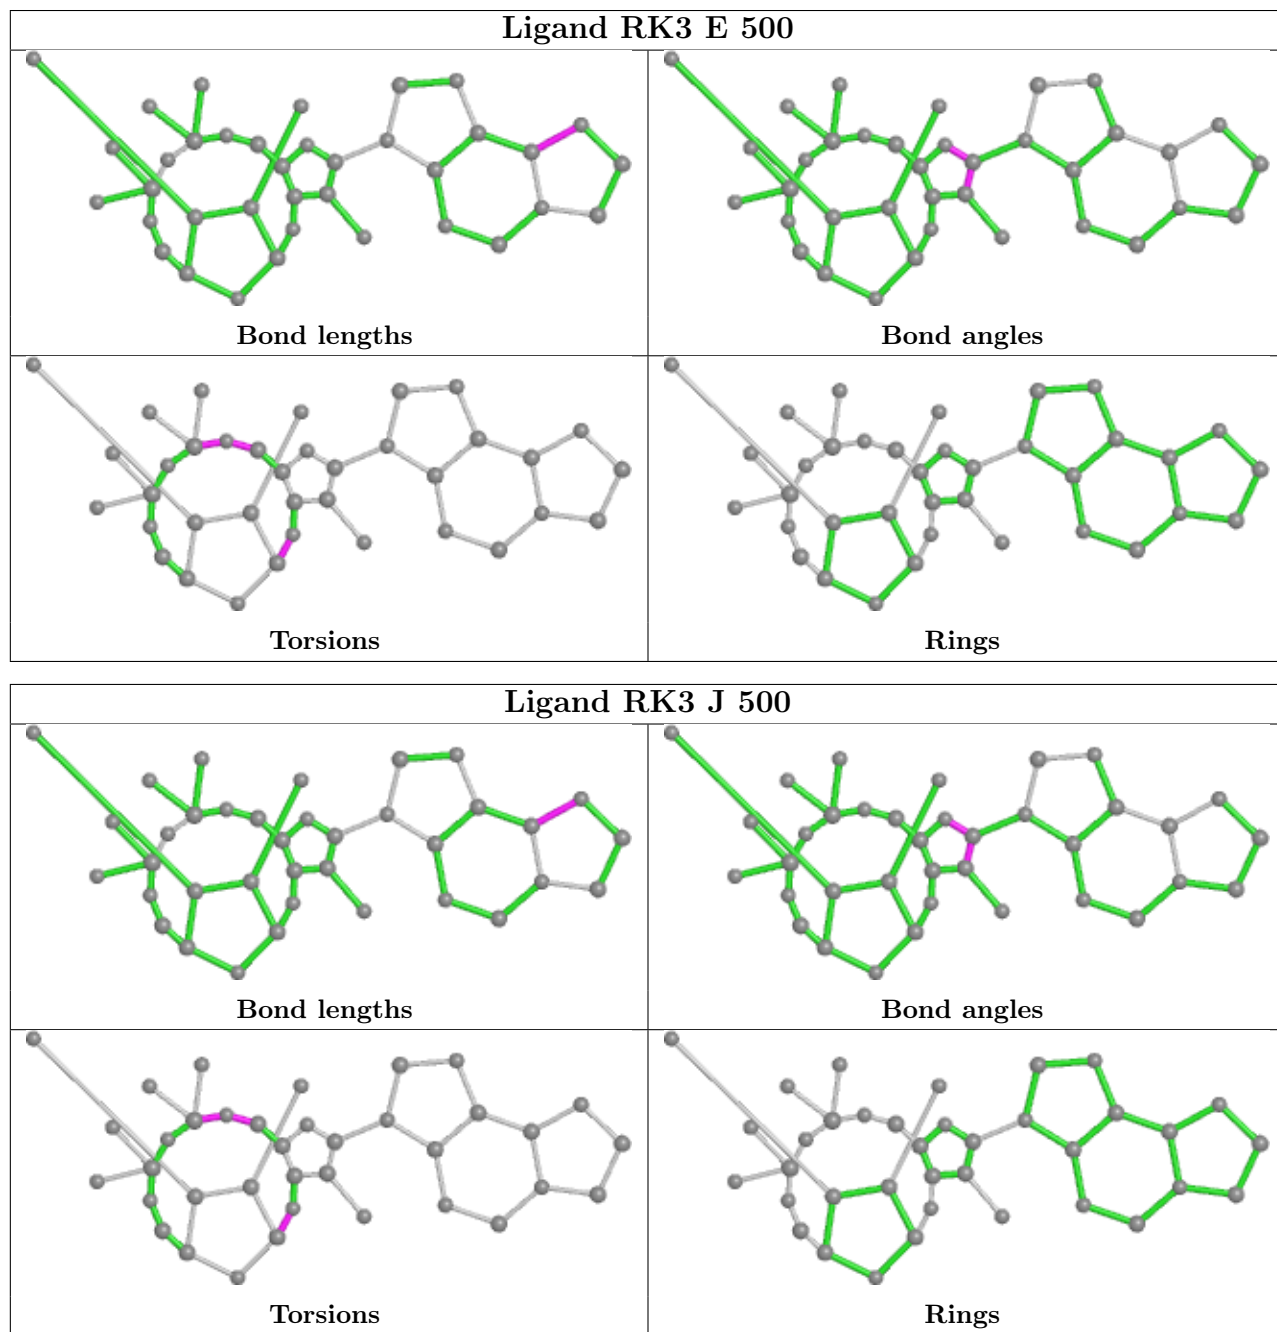 Ligand RK3 E 500
Bond lengths
Bond angles
Torsions
Rings
Ligand RK3 J 500
Bond lengths
Bond angles
Torsions
Rings